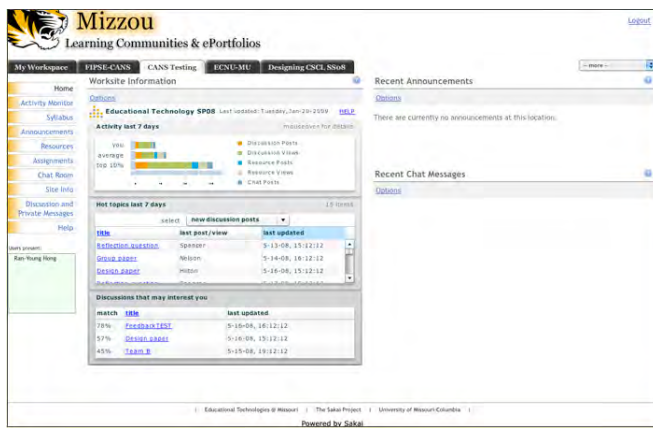 Mizzou
Logout
Learning Communities & ePortfolios
My Workspace
FIPSE-CANS
CANS Testing
ECNU-MU
Designing CSCL SS08
-- more --
Home
Activity Monitor
Syllabus
Announcements
Resources
Assignments
Chat Room
Site Info
Discussion and
Private Messages
Help
Users present:
Ran-Young Hong
Worksite Information
Options
Educational Technology SP08 Last updated: Tuesday, Jan-20-2009 HELP
Activity last 7 days mouseover for details
you
average
top 10%
Discussion Posts
Discussion Views
Resource Posts
Resource Views
Chat Posts
Hot topics last 7 days
items
select new discussion posts
title last post/view last updated
Reflection question Spencer 5-13-08, 15:12:12
Group paper Nelson 5-14-08, 16:12:12
Design paper Hilton 5-16-08, 15:12:12
Discussions that may interest you
match title last updated
78% FeedbackTEST 5-16-08, 16:12:12
57% Design paper 5-16-08, 15:12:12
45% Team B 5-15-08, 19:12:12
Recent Announcements
Options
There are currently no announcements at this location.
Recent Chat Messages
Options
| Educational Technologies @ Missouri | The Sakai Project | University of Missouri-Columbia |
Powered by Sakai